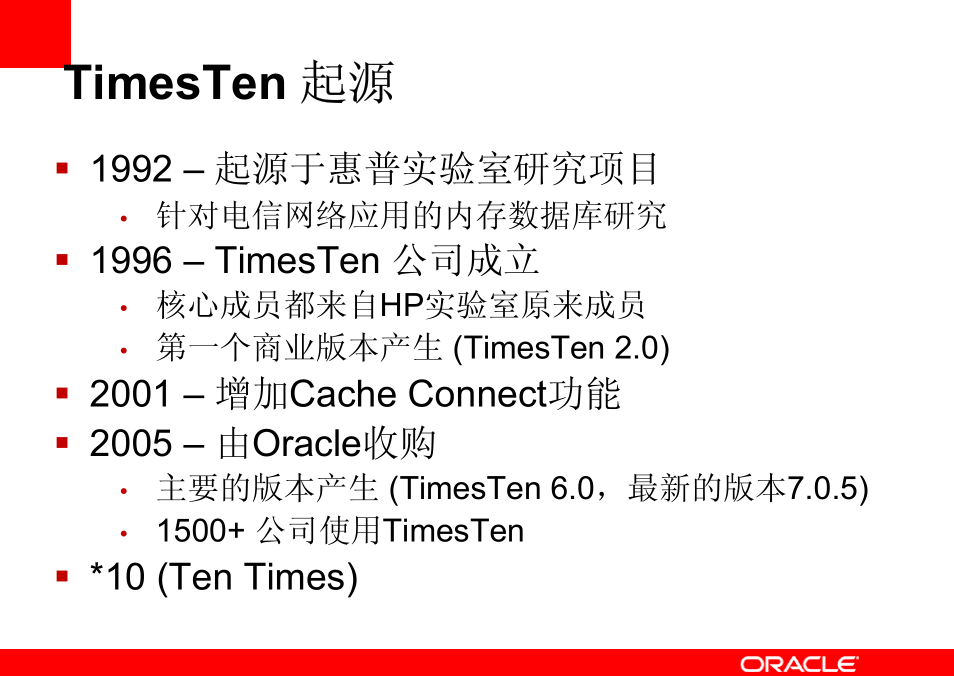 TimesTen 起源
1992 – 起源于惠普实验室研究项目
针对电信网络应用的内存数据库研究
1996 – TimesTen 公司成立
核心成员都来自HP实验室原来成员
第一个商业版本产生 (TimesTen 2.0)
2001 – 增加Cache Connect功能
2005 – 由Oracle收购
主要的版本产生 (TimesTen 6.0，最新的版本7.0.5)
1500+ 公司使用TimesTen
*10 (Ten Times)
ORACLE